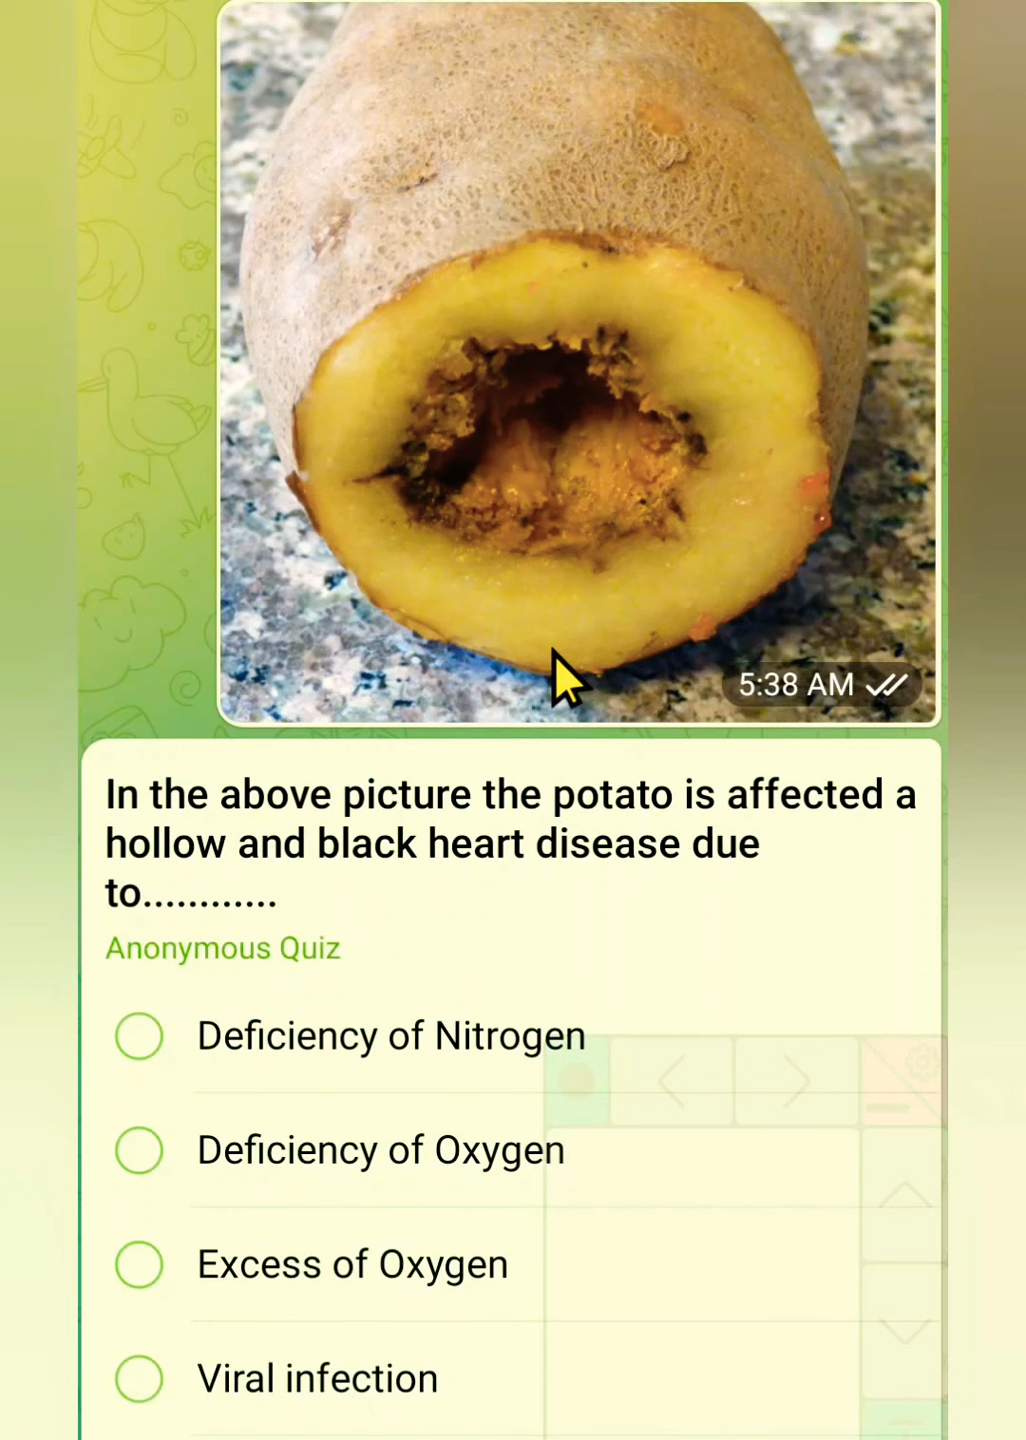 5:38 AM
In the above picture the potato is affected a
hollow and black heart disease due
to............
Anonymous Quiz
Deficiency of Nitrogen
Deficiency of Oxygen
Excess of Oxygen
Viral infection